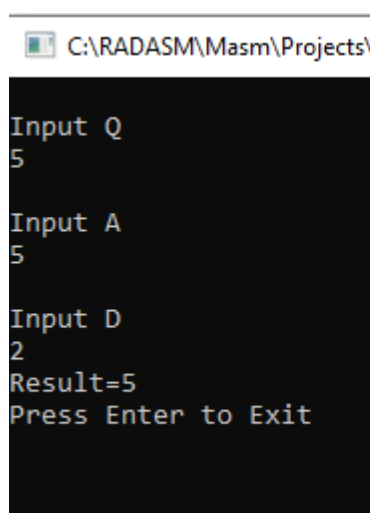 C:\RADASM\Masm\Projects\
Input Q
5
Input A
5
Input D
2
Result=5
Press Enter to Exit